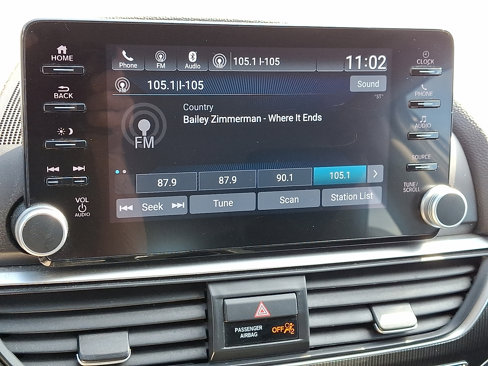 HOME
BACK
VOL
AUDIO
Phone
FM
Audio
105.1 I-105
11:02
105.1|I-105
Sound
"ST"
Country
Bailey Zimmerman - Where It Ends
FM
87.9
87.9
90.1
105.1
Seek
Tune
Scan
Station List
CLOCK
PHONE
AUDIO
SOURCE
TUNE/
SCROLL
PASSENGER
AIRBAG
OFF